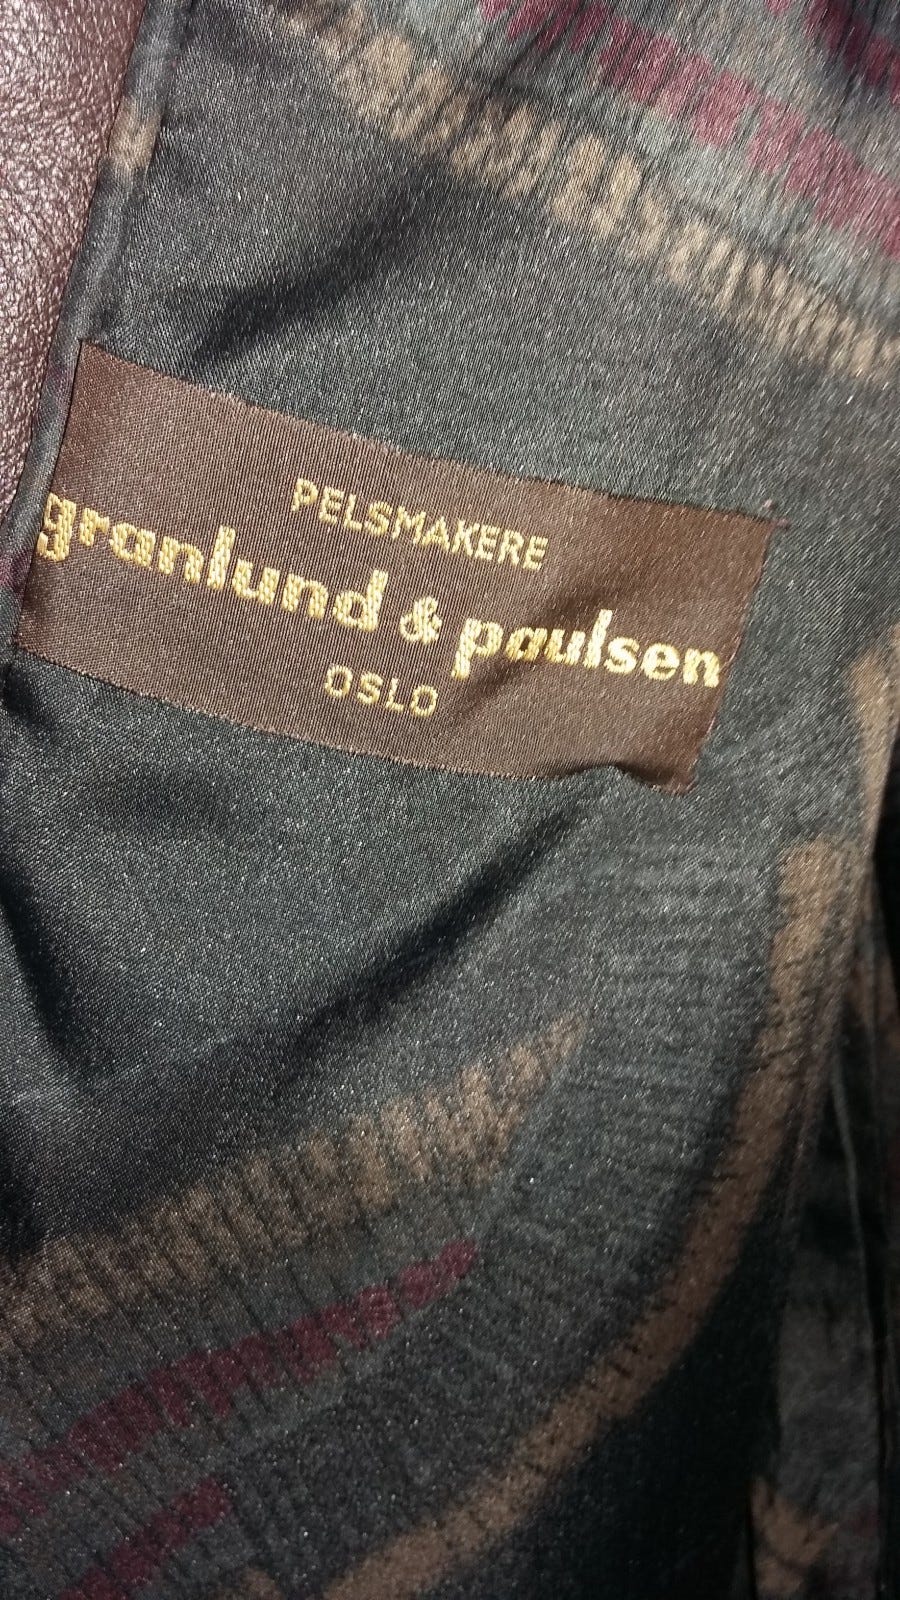 PELSMAKERE
granlund & paulsen
OSLO